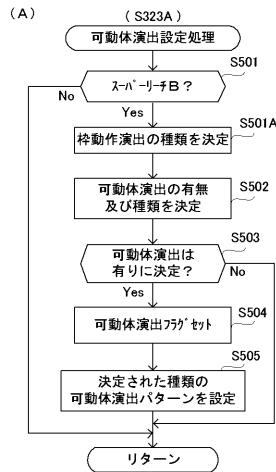 (A)
(S323A)
可動体演出設定処理
S501
ｽｰﾊﾟｰﾘｰﾁB?
No
Yes
S501A
枠動作演出の種類を決定
S502
可動体演出の有無
及び種類を決定
S503
可動体演出は
有りに決定?
No
Yes
S504
可動体演出ﾌﾗｸﾞｾｯﾄ
S505
決定された種類の
可動体演出パターンを設定
リターン